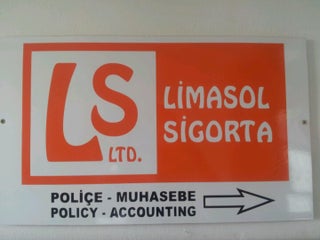 LS
LTD.
LİMASOL
SİGORTA
POLİÇE - MUHASEBE
POLICY - ACCOUNTING